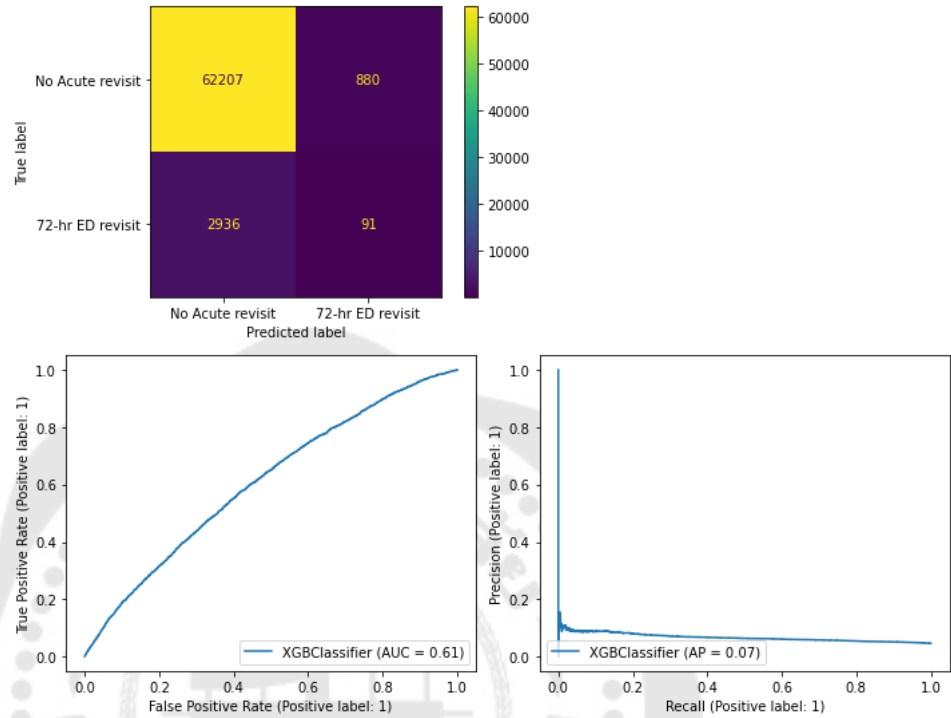 60000
No Acute revisit
62207
880
50000
40000
True label
30000
20000
72-hr ED revisit
2936
91
10000
No Acute revisit
72-hr ED revisit
Predicted label
1.0
0.8
0.6
0.4
0.2
0.0
True Positive Rate (Positive label: 1)
XGBClassifier (AUC = 0.61)
0.0 0.2 0.4 0.6 0.8 1.0
False Positive Rate (Positive label: 1)
1.0
0.8
0.6
0.4
0.2
0.0
Precision (Positive label: 1)
XGBClassifier (AP = 0.07)
0.0 0.2 0.4 0.6 0.8 1.0
Recall (Positive label: 1)